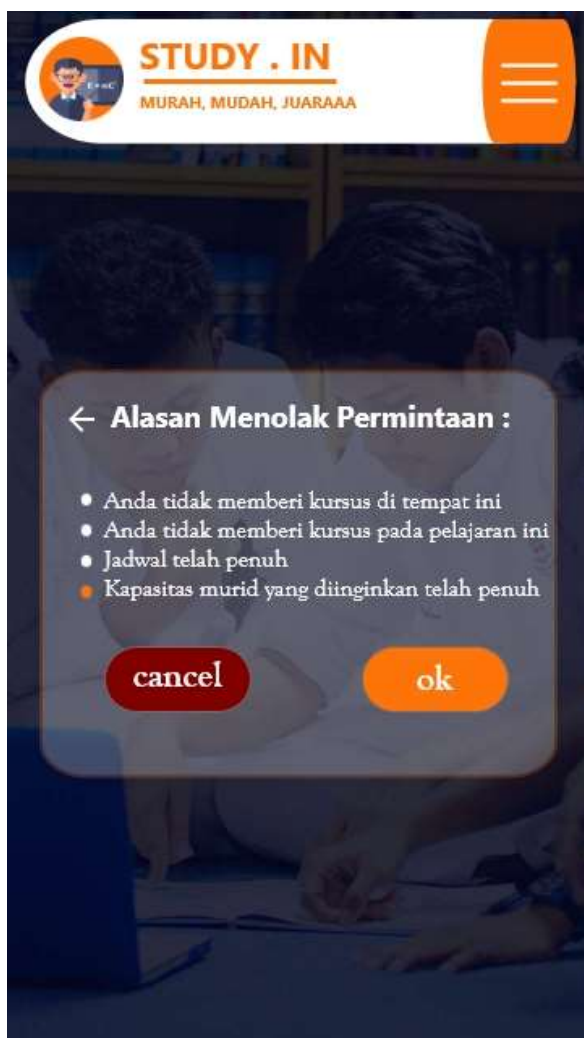 STUDY . IN
MURAH, MUDAH, JUARAAA
Alasan Menolak Permintaan :
Anda tidak memberi kursus di tempat ini
Anda tidak memberi kursus pada pelajaran ini
Jadwal telah penuh
Kapasitas murid yang diinginkan telah penuh
cancel
ok